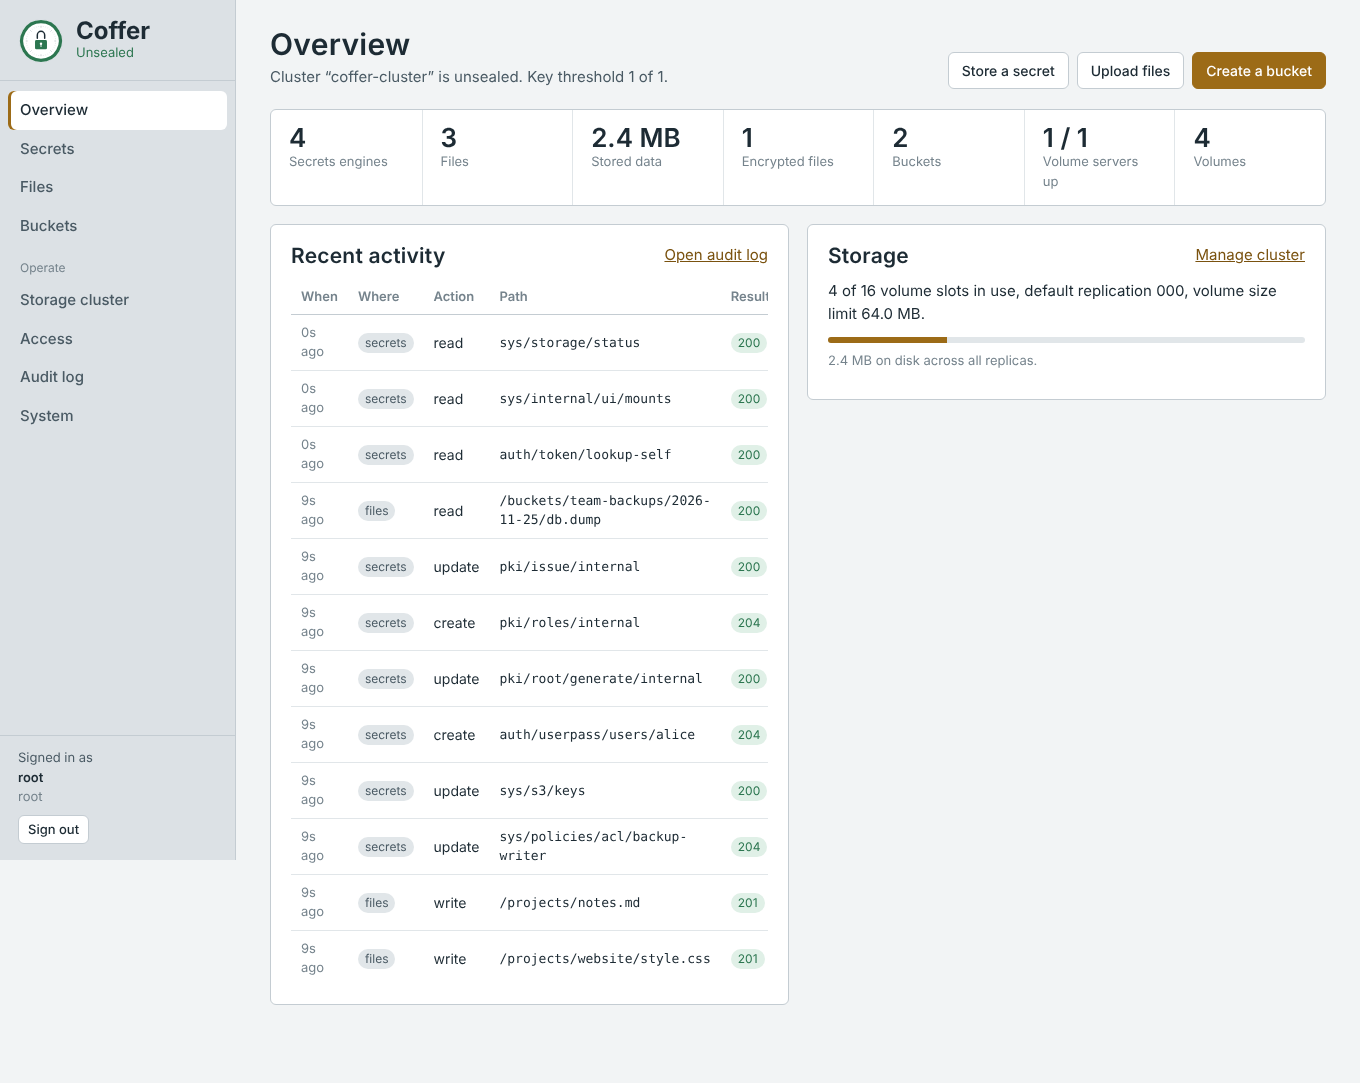 Coffer
Unsealed
Overview
Secrets
Files
Buckets
Operate
Storage cluster
Access
Audit log
System
Signed in as
root
root
Sign out
Overview
Cluster “coffer-cluster” is unsealed. Key threshold 1 of 1.
Store a secret
Upload files
Create a bucket
4
Secrets engines
3
Files
2.4 MB
Stored data
1
Encrypted files
2
Buckets
1 / 1
Volume servers
up
4
Volumes
Recent activity
Open audit log
When Where Action Path Result
0s ago secrets read sys/storage/status 200
0s ago secrets read sys/internal/ui/mounts 200
0s ago secrets read auth/token/lookup-self 200
9s ago files read /buckets/team-backups/2026-11-25/db.dump 200
9s ago secrets update pki/issue/internal 200
9s ago secrets create pki/roles/internal 204
9s ago secrets update pki/root/generate/internal 200
9s ago secrets create auth/userpass/users/alice 204
9s ago secrets update sys/s3/keys 200
9s ago secrets update sys/policies/acl/backup-writer 204
9s ago files write /projects/notes.md 201
9s ago files write /projects/website/style.css 201
Storage
Manage cluster
4 of 16 volume slots in use, default replication 000, volume size
limit 64.0 MB.
2.4 MB on disk across all replicas.